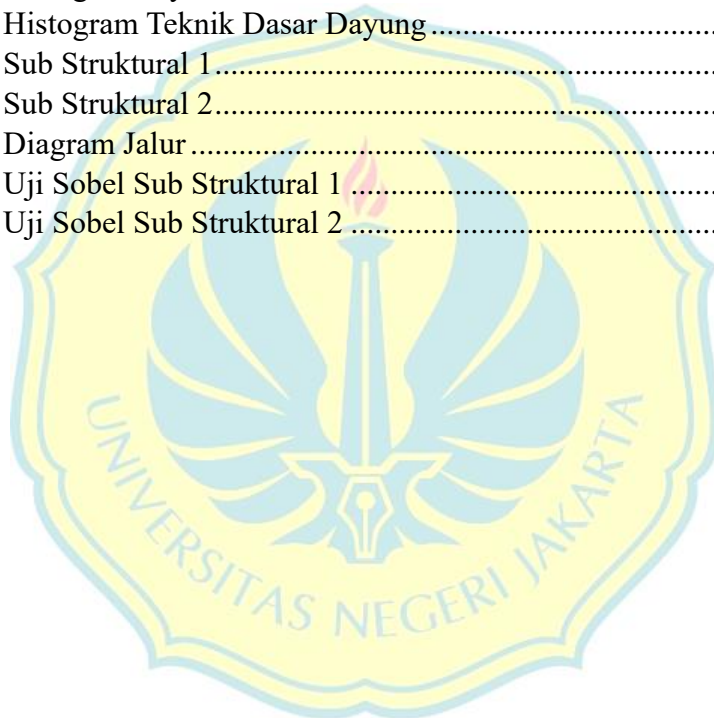 Histogram Teknik Dasar Dayung....................................
Sub Struktural 1...............................................................
Sub Struktural 2...............................................................
Diagram Jalur..................................................................
Uji Sobel Sub Struktural 1..............................................
Uji Sobel Sub Struktural 2..............................................
UNIVERSITAS NEGERI JAKARTA